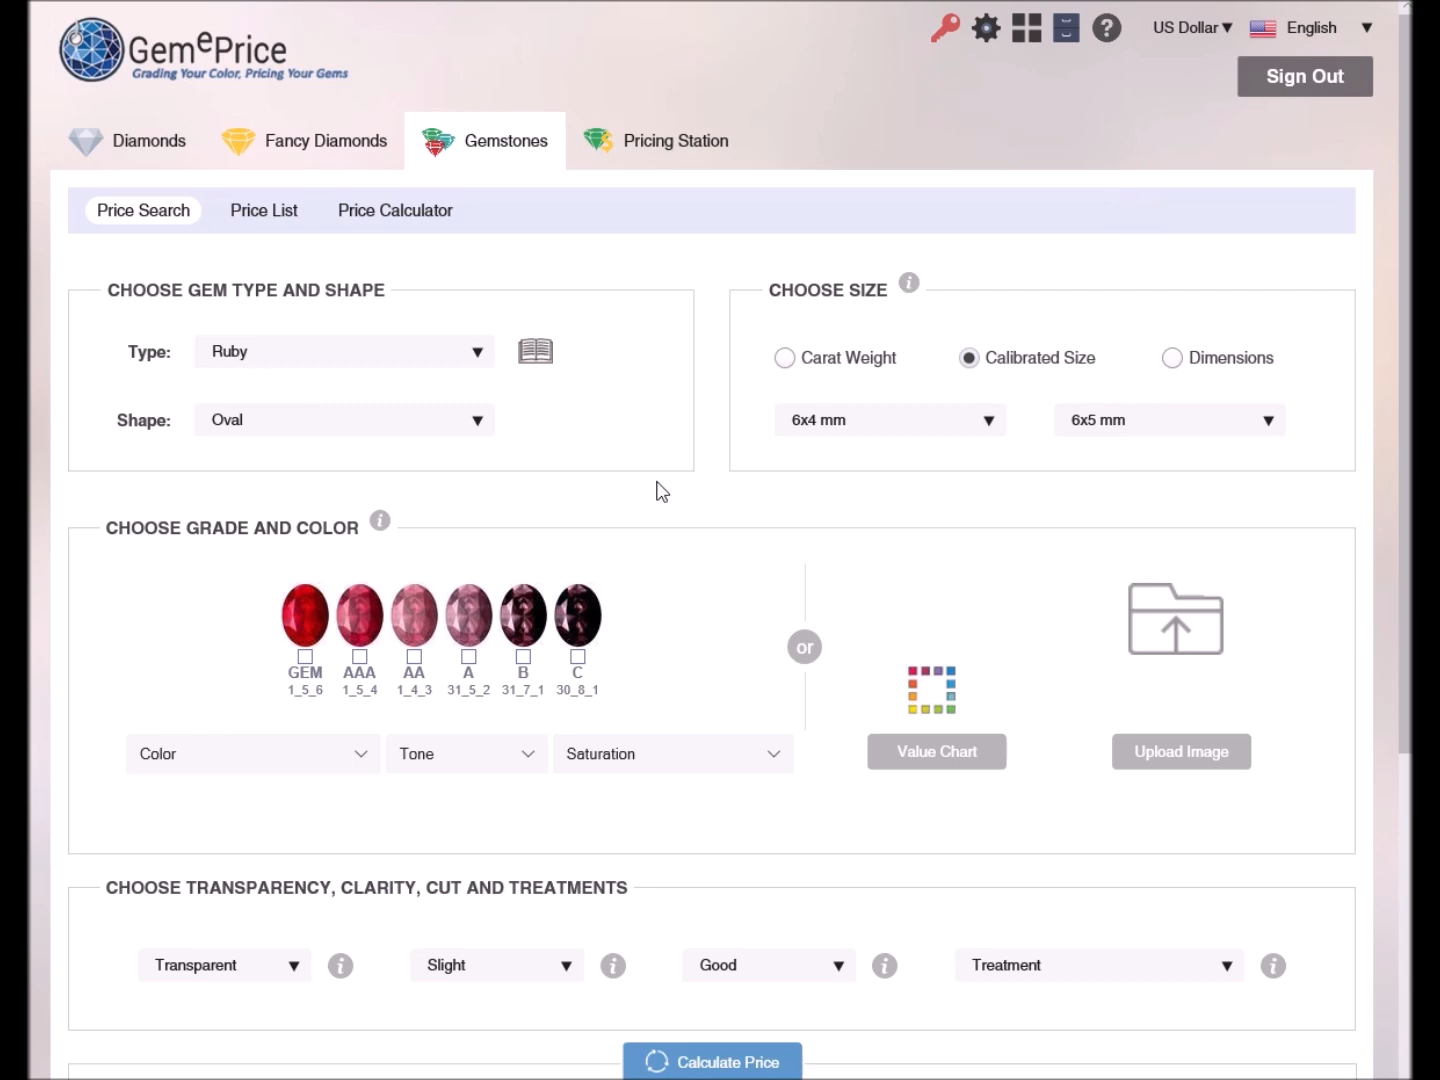 US Dollar▼ English ▼
GemePrice
Grading Your Color, Pricing Your Gems
Sign Out
Diamonds Fancy Diamonds Gemstones Pricing Station
Price Search Price List Price Calculator
CHOOSE GEM TYPE AND SHAPE
Type: Ruby
Shape: Oval
CHOOSE SIZE
Carat Weight Calibrated Size Dimensions
6x4 mm 6x5 mm
CHOOSE GRADE AND COLOR
GEM AAA AA A B C
1_5_6 1_5_4 1_4_3 31_5_2 31_7_1 30_8_1
or
Color Tone Saturation
Value Chart Upload Image
CHOOSE TRANSPARENCY, CLARITY, CUT AND TREATMENTS
Transparent Slight Good Treatment
Calculate Price